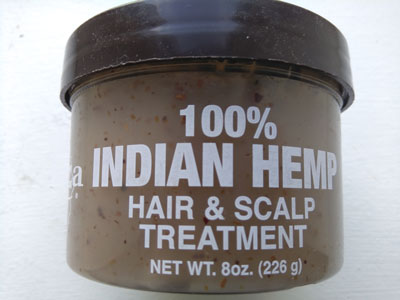 100%
INDIAN HEMP
HAIR & SCALP
TREATMENT
NET WT. 8oz. (226 g)